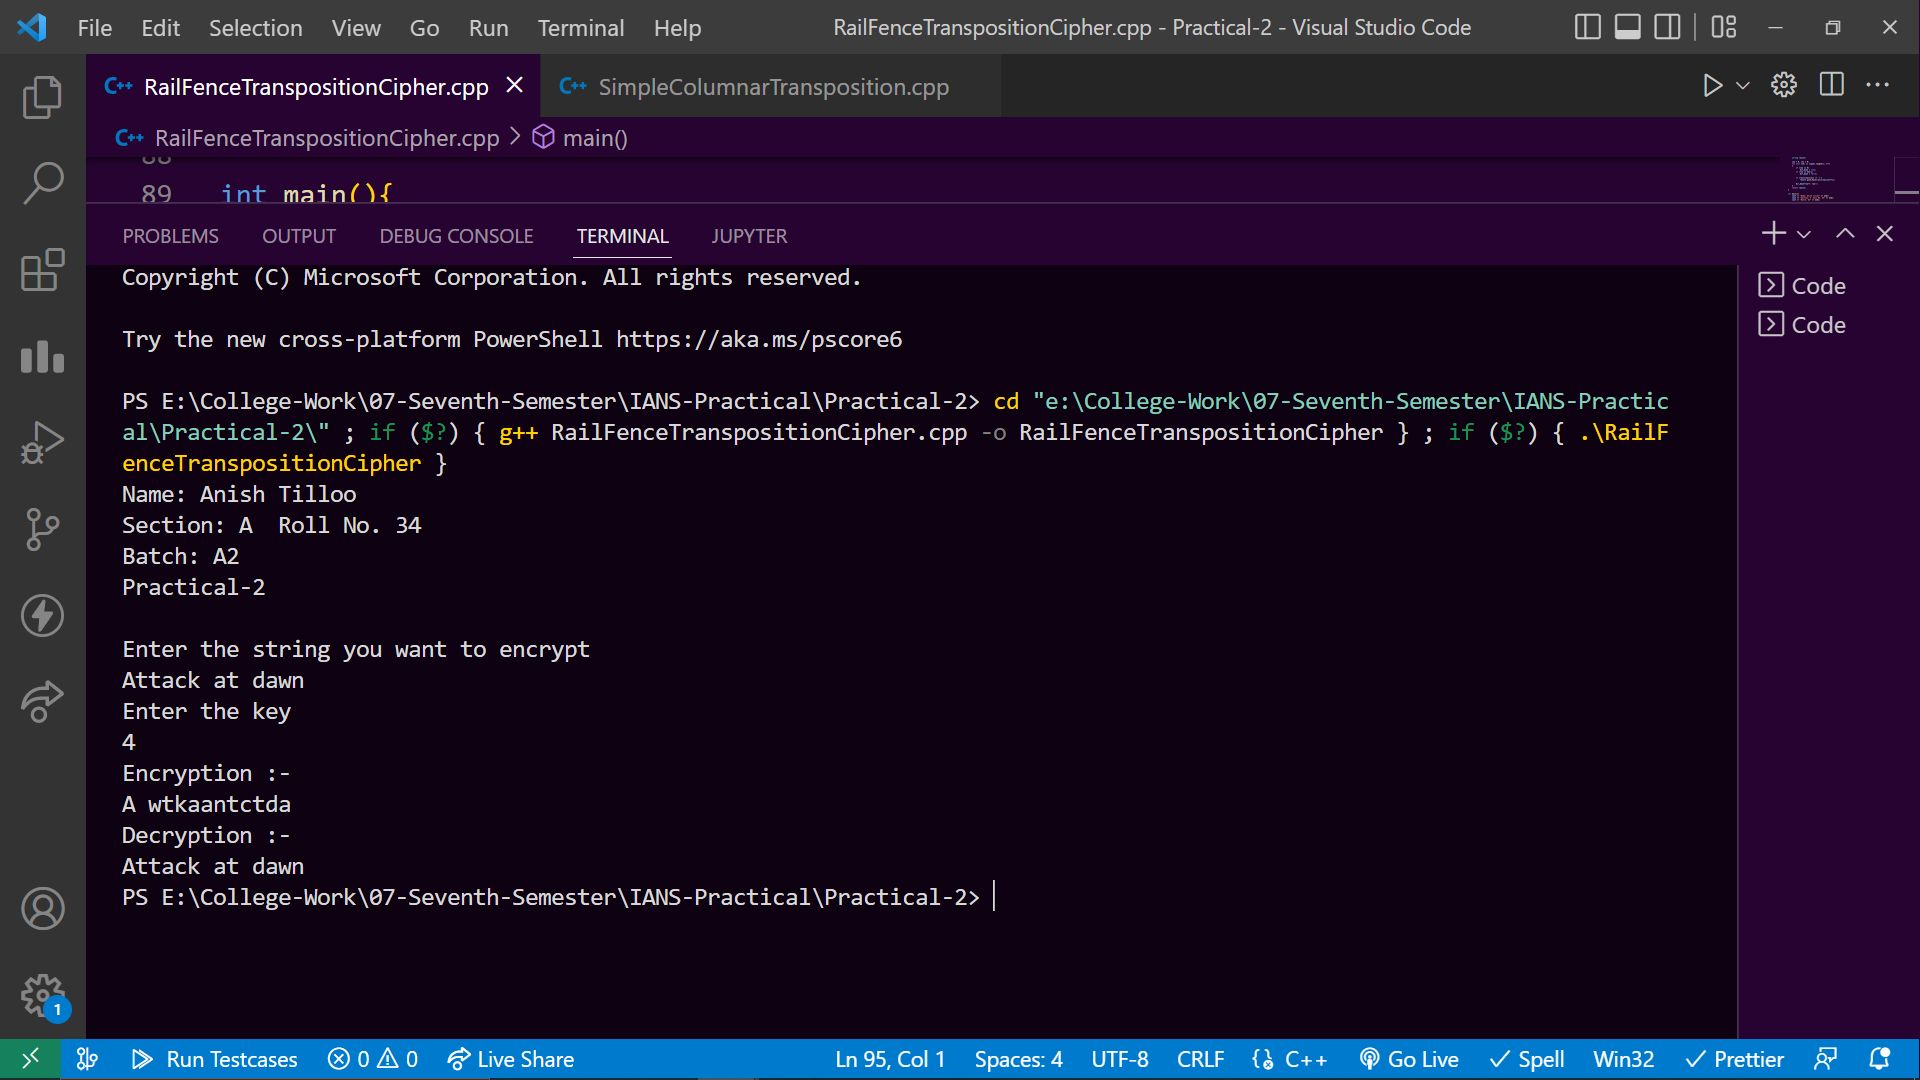 File Edit Selection View Go Run Terminal Help RailFenceTranspositionCipher.cpp - Practical-2 - Visual Studio Code
C++ RailFenceTranspositionCipher.cpp C++ SimpleColumnarTransposition.cpp
C++ RailFenceTranspositionCipher.cpp > main()
88
89 int main(){
PROBLEMS OUTPUT DEBUG CONSOLE TERMINAL JUPYTER
Copyright (C) Microsoft Corporation. All rights reserved.
Code
Try the new cross-platform PowerShell https://aka.ms/pscore6
Code
PS E:\College-Work\07-Seventh-Semester\IANS-Practical\Practical-2> cd "e:\College-Work\07-Seventh-Semester\IANS-Practic
al\Practical-2\" ; if ($?) { g++ RailFenceTranspositionCipher.cpp -o RailFenceTranspositionCipher } ; if ($?) { .\RailF
enceTranspositionCipher }
Name: Anish Tilloo
Section: A  Roll No. 34
Batch: A2
Practical-2
Enter the string you want to encrypt
Attack at dawn
Enter the key
4
Encryption :-
A wtkaantctda
Decryption :-
Attack at dawn
PS E:\College-Work\07-Seventh-Semester\IANS-Practical\Practical-2>
1
Run Testcases 0 0 Live Share Ln 95, Col 1 Spaces: 4 UTF-8 CRLF C++ Go Live Spell Win32 Prettier